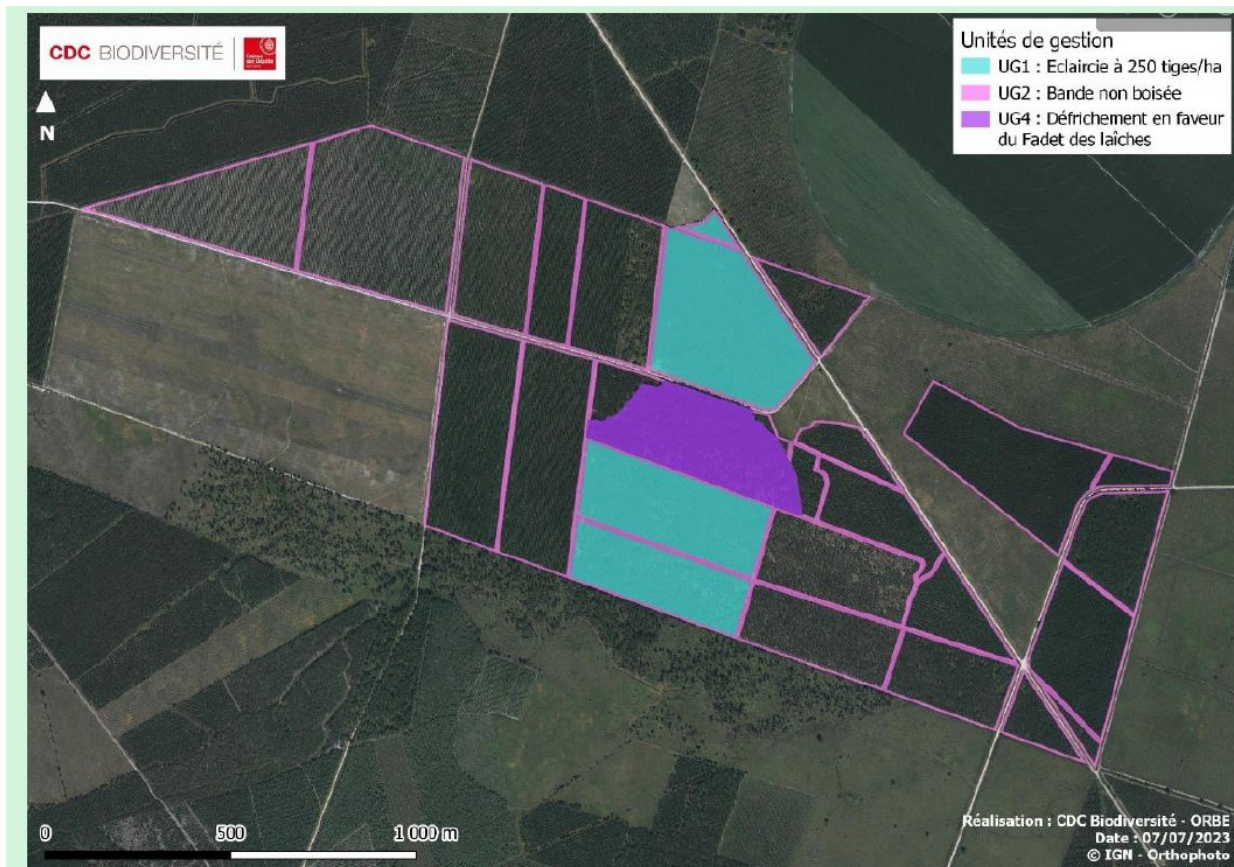 CDC BIODIVERSITÉ
Unités de gestion
UG1 : Eclaircie à 250 tiges/ha
UG2 : Bande non boisée
UG4 : Défrichement en faveur
du Fadet des laîches
N
0 500 1 000 m
Réalisation : CDC Biodiversité - ORBE
Date : 07/07/2023
© IGN - Orthophoto